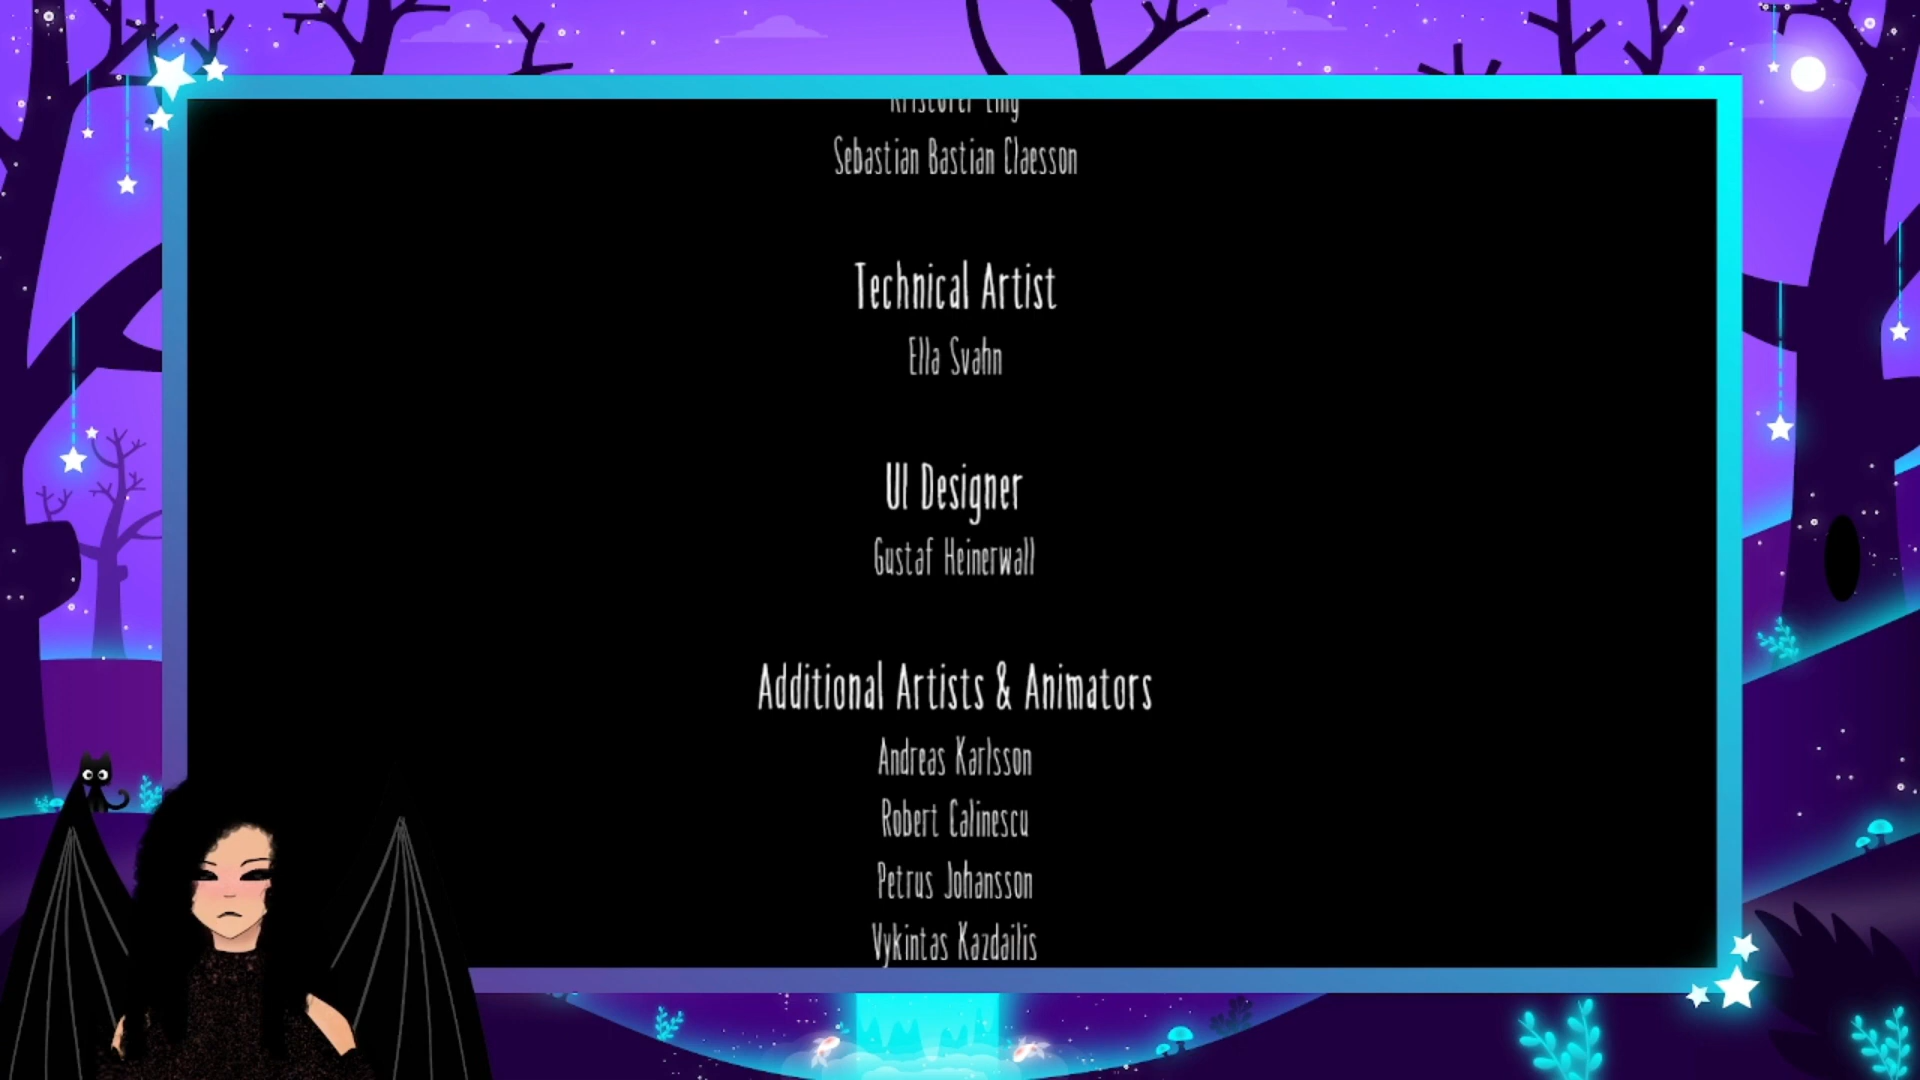 Sebastian Bastian Claesson
Technical Artist
Ella Svahn
UI Designer
Gustaf Heinerwall
Additional Artists & Animators
Andreas Karlsson
Robert Calinescu
Petrus Johansson
Vykintas Kazdailis